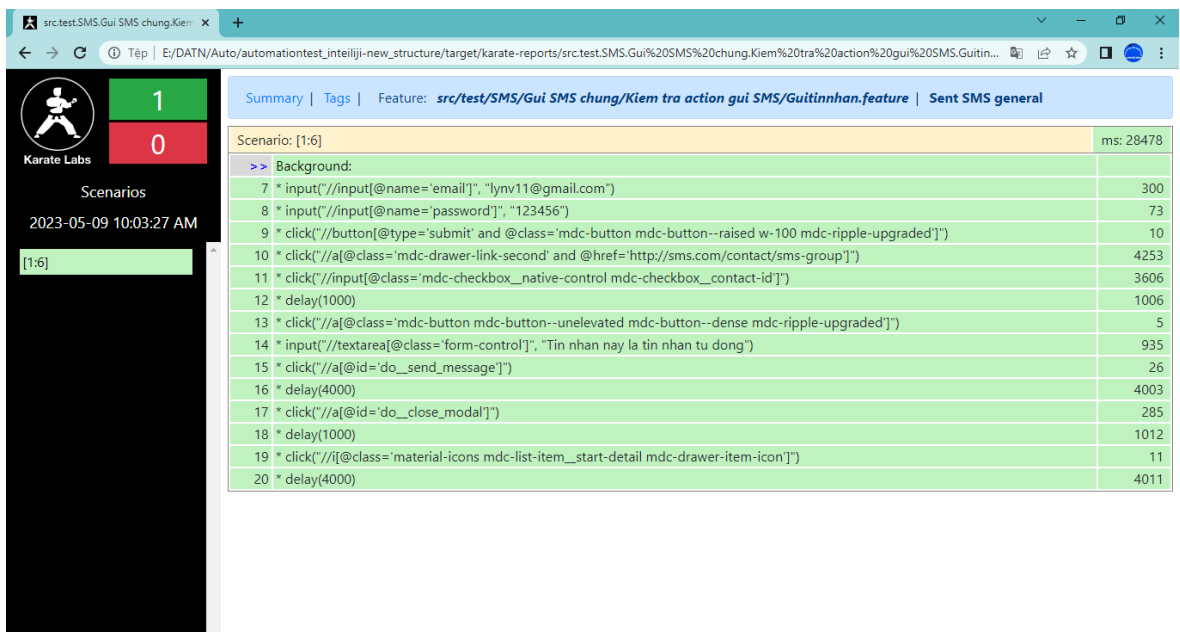 src.test.SMS.Gui SMS chung.Kiem
Tệp | E:/DATN/Auto/automationtest_inteiliji-new_structure/target/karate-reports/src.test.SMS.Gui%20SMS%20chung.Kiem%20tra%20action%20gui%20SMS.Guitin...
1
0
Karate Labs
Scenarios
2023-05-09 10:03:27 AM
[1:6]
Summary | Tags | Feature: src/test/SMS/Gui SMS chung/Kiem tra action gui SMS/Guitinnhan.feature | Sent SMS general
Scenario: [1:6] ms: 28478
>> Background:
7 * input("//input[@name='email']", "lynv11@gmail.com") 300
8 * input("//input[@name='password']", "123456") 73
9 * click("//button[@type='submit' and @class='mdc-button mdc-button--raised w-100 mdc-ripple-upgraded']") 10
10 * click("//a[@class='mdc-drawer-link-second' and @href='http://sms.com/contact/sms-group']") 4253
11 * click("//input[@class='mdc-checkbox__native-control mdc-checkbox__contact-id']") 3606
12 * delay(1000) 1006
13 * click("//a[@class='mdc-button mdc-button--unelevated mdc-button--dense mdc-ripple-upgraded']") 5
14 * input("//textarea[@class='form-control']", "Tin nhan nay la tin nhan tu dong") 935
15 * click("//a[@id='do__send_message']") 26
16 * delay(4000) 4003
17 * click("//a[@id='do__close_modal']") 285
18 * delay(1000) 1012
19 * click("//i[@class='material-icons mdc-list-item__start-detail mdc-drawer-item-icon']") 11
20 * delay(4000) 4011